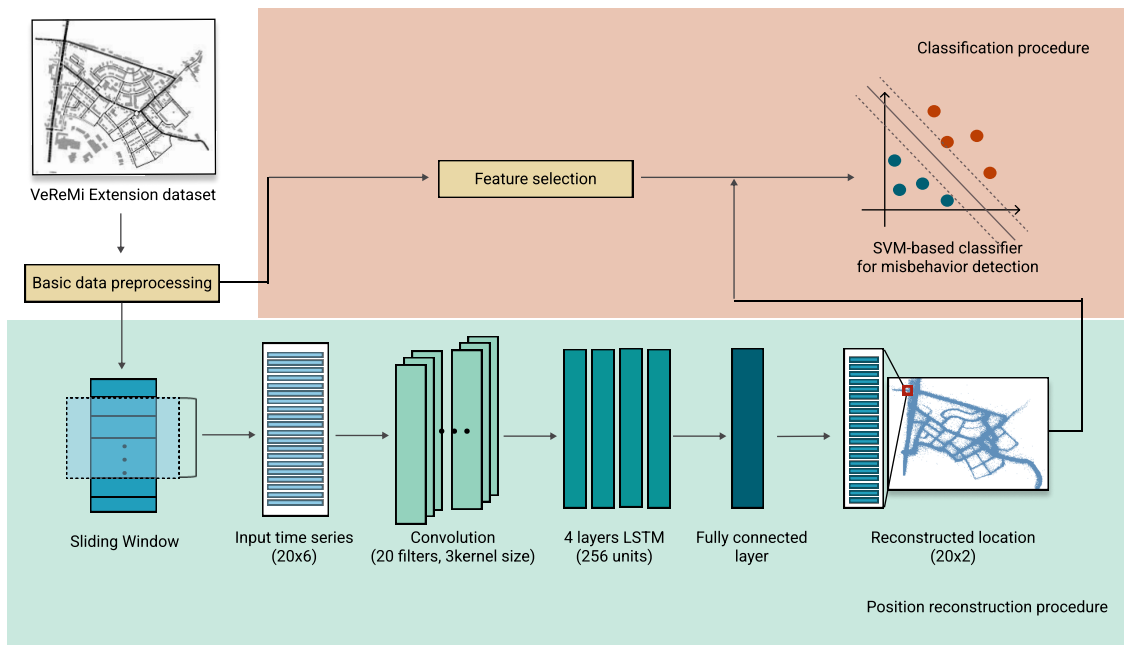 Classification procedure
VeReMi Extension dataset
Feature selection
SVM-based classifier
for misbehavior detection
Basic data preprocessing
Sliding Window
Input time series
(20x6)
Convolution
(20 filters, 3kernel size)
4 layers LSTM
(256 units)
Fully connected
layer
Reconstructed location
(20x2)
Position reconstruction procedure